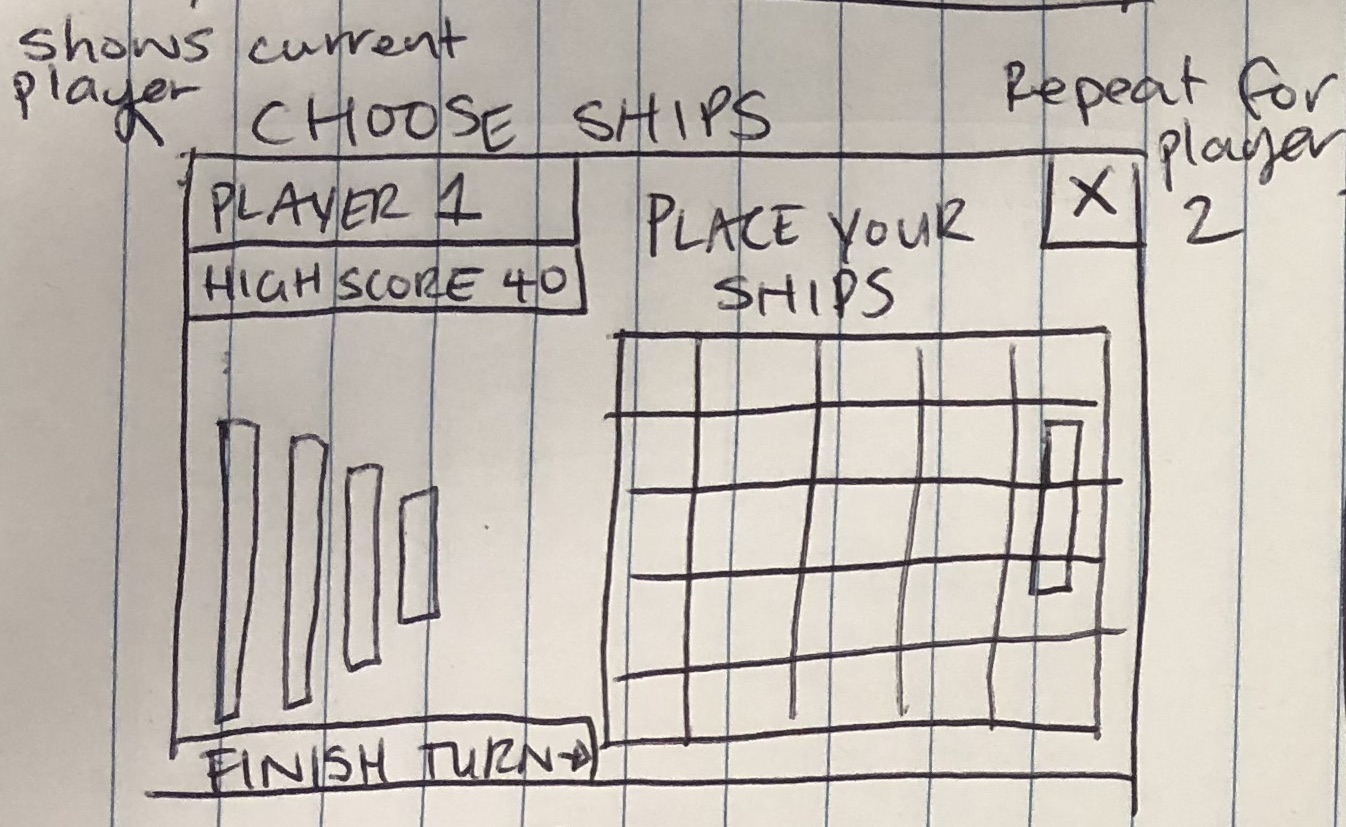 shows current
player
CHOOSE SHIPS
Repeat for
player
2
PLAYER 1
HIGH SCORE 40
PLACE YOUR
SHIPS
X
FINISH TURN→